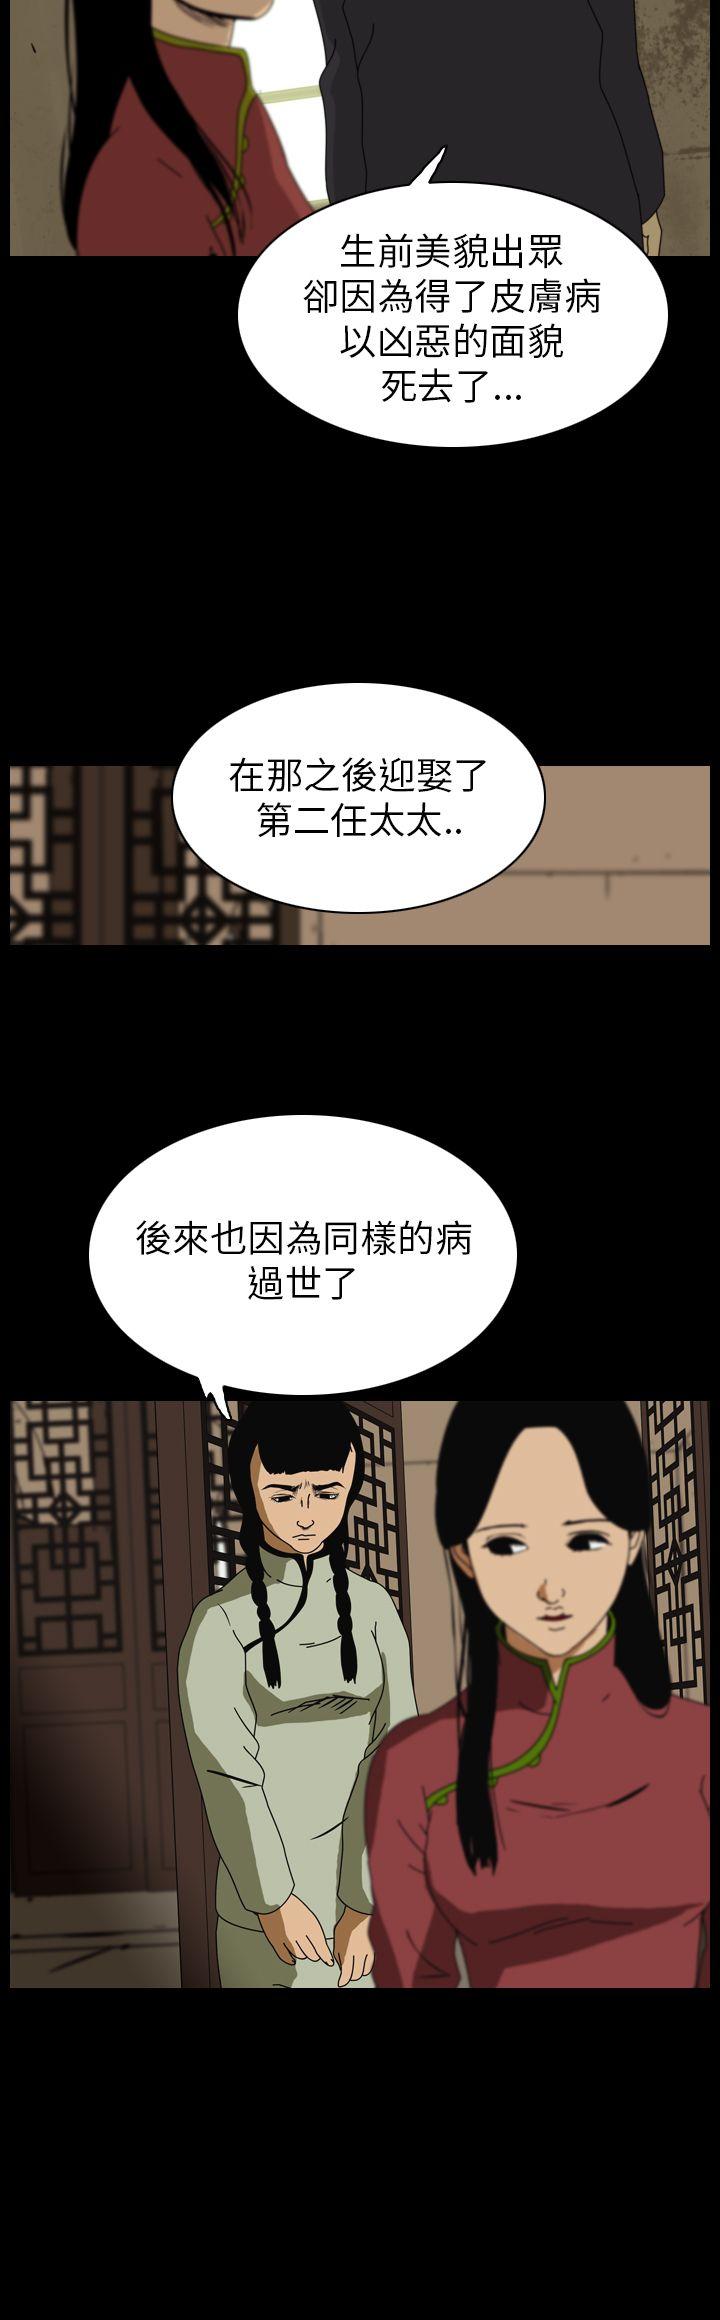 生前美貌出眾
卻因為得了皮膚病
以凶惡的面貌
死去了...
在那之後迎娶了
第二任太太..
後來也因為同樣的病
過世了